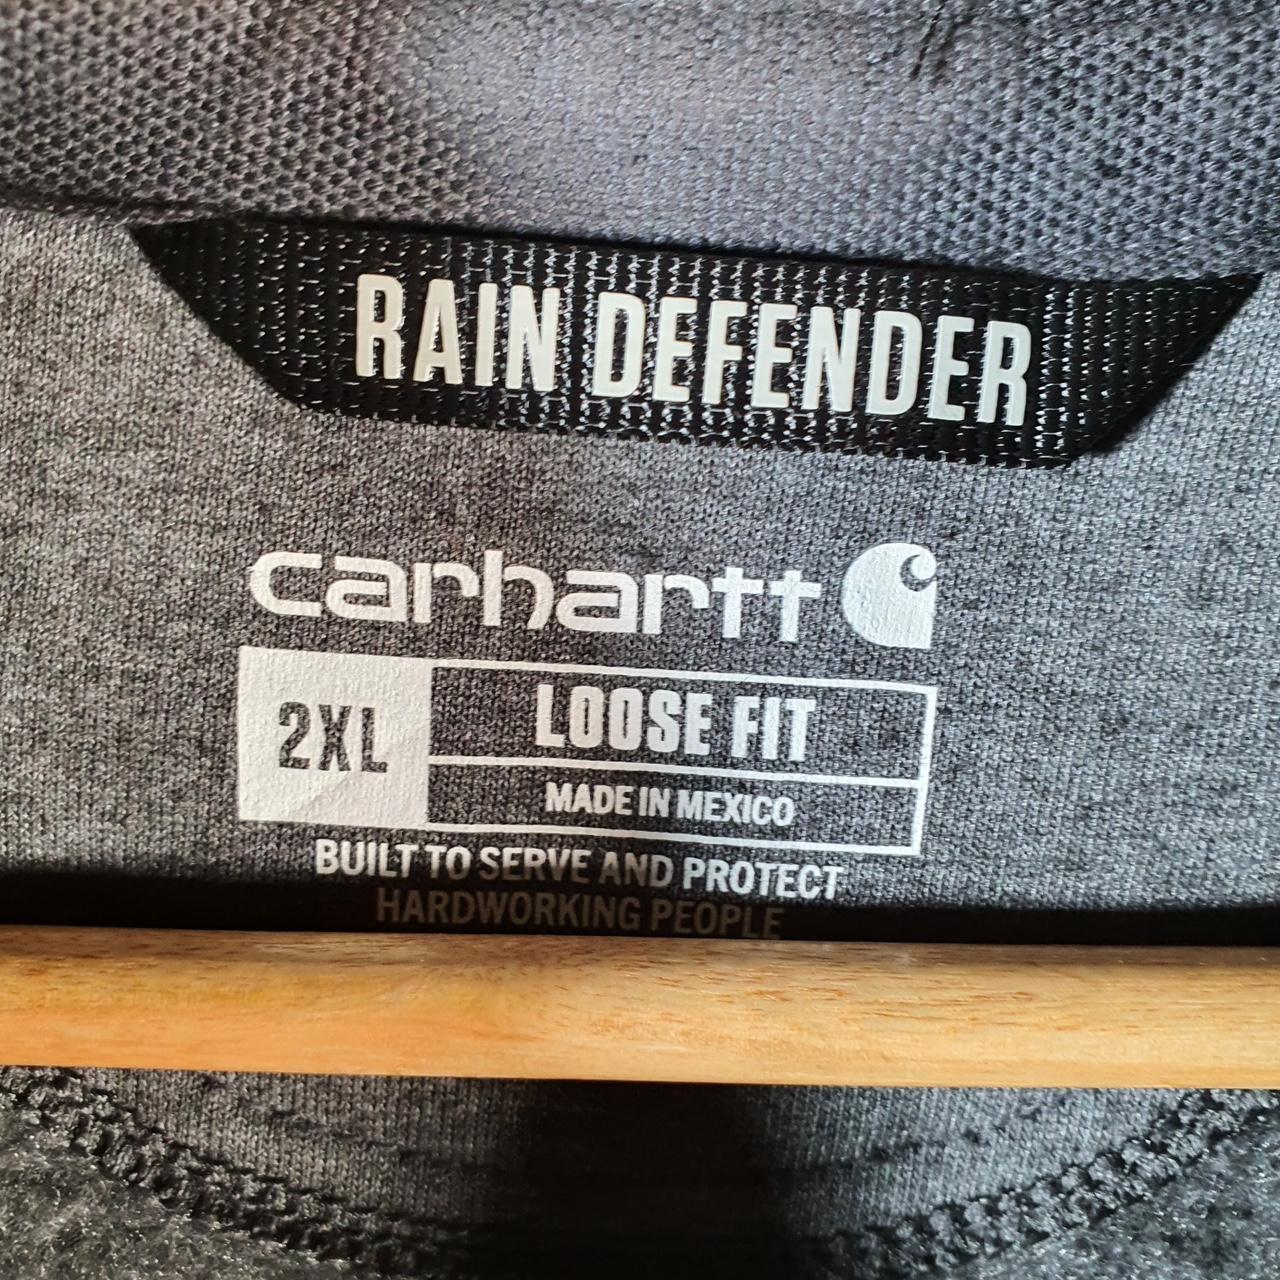 RAIN DEFENDER
carhartt
2XL
LOOSE FIT
MADE IN MEXICO
BUILT TO SERVE AND PROTECT
HARDWORKING PEOPLE